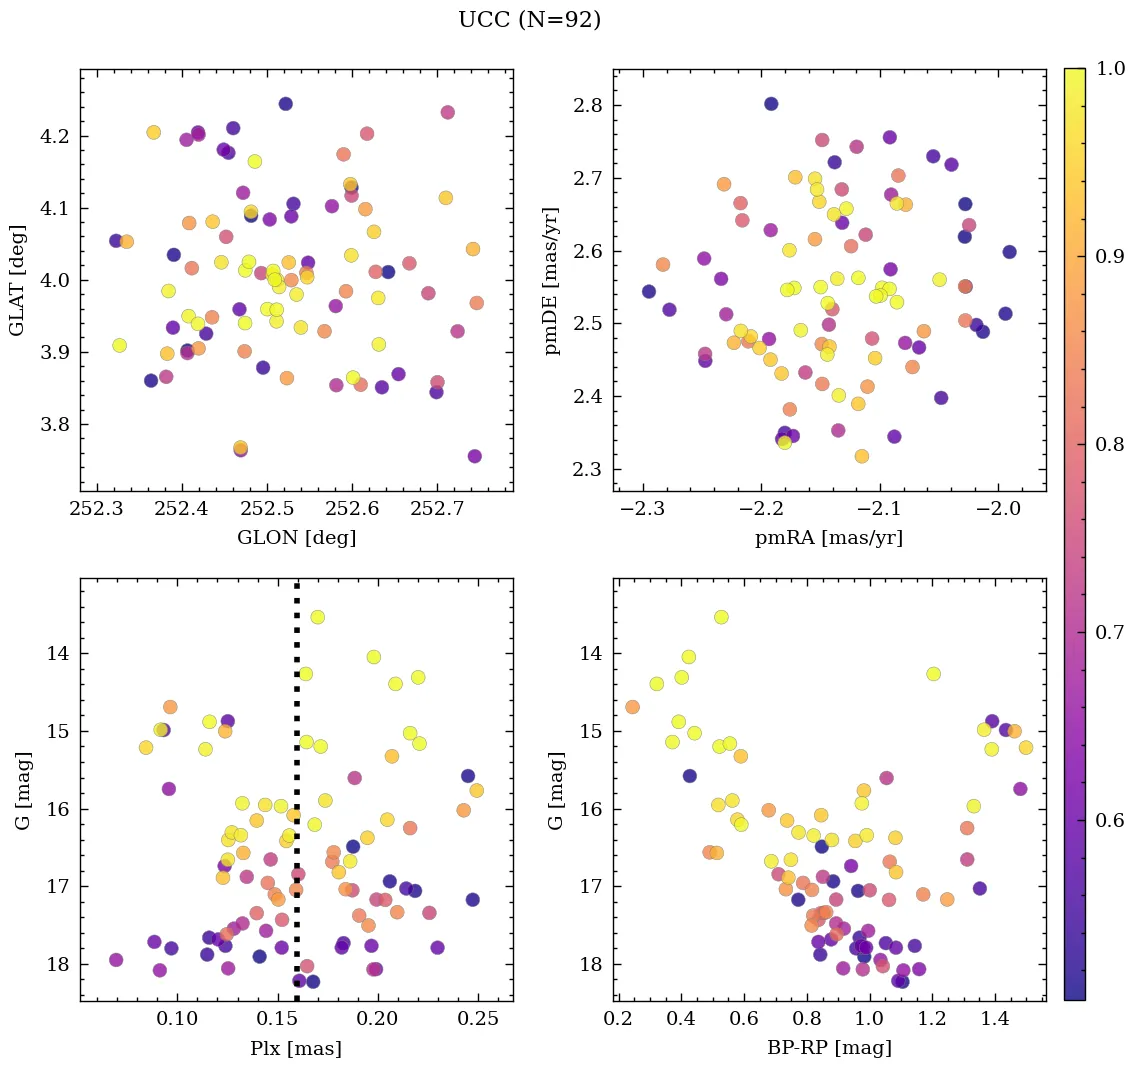 UCC (N=92)
4.2
4.1
4.0
3.9
3.8
GLAT [deg]
252.3 252.4 252.5 252.6 252.7
GLON [deg]
2.8
2.7
2.6
2.5
2.4
2.3
pmDE [mas/yr]
−2.3 −2.2 −2.1 −2.0
pmRA [mas/yr]
1.0
0.9
0.8
0.7
0.6
14
15
16
17
18
G [mag]
0.10 0.15 0.20 0.25
Plx [mas]
14
15
16
17
18
G [mag]
0.2 0.4 0.6 0.8 1.0 1.2 1.4
BP-RP [mag]